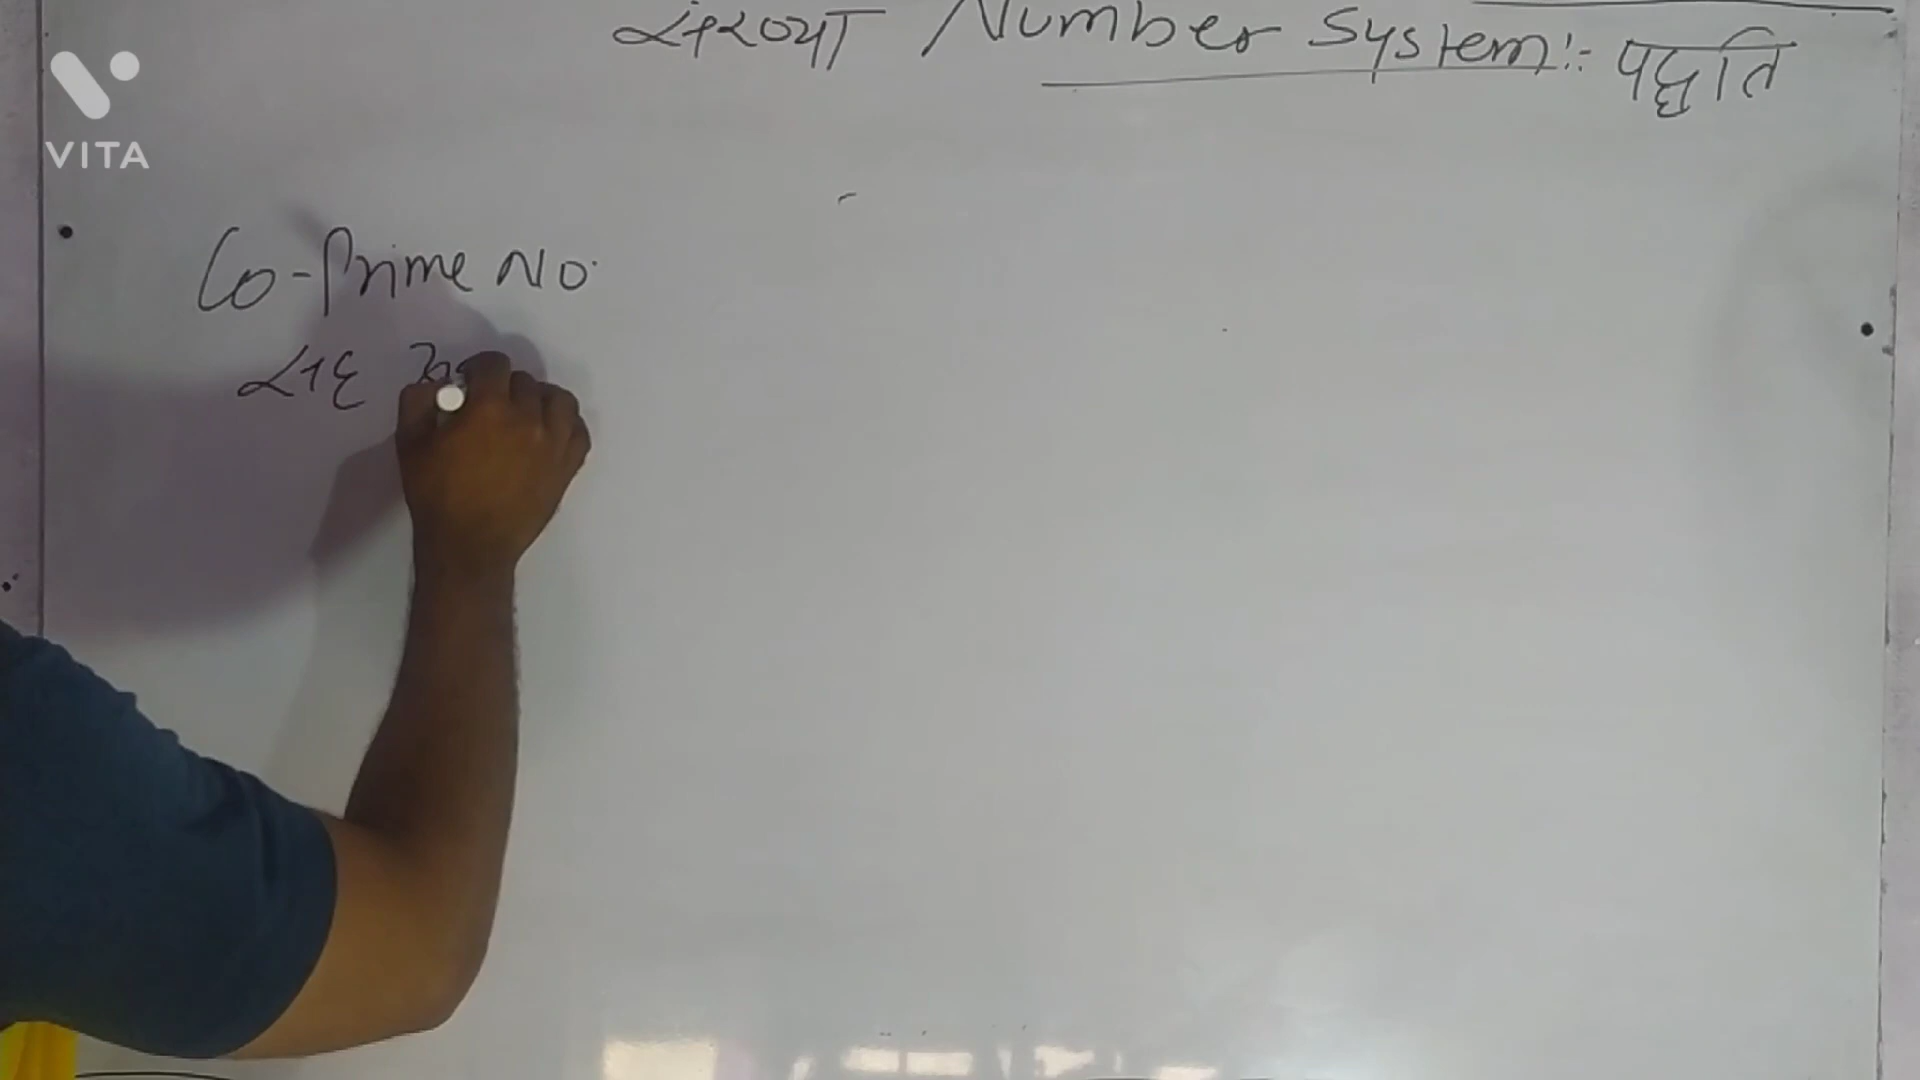 संख्या Number System:- पद्धति
VITA
Co-Prime No.
सह